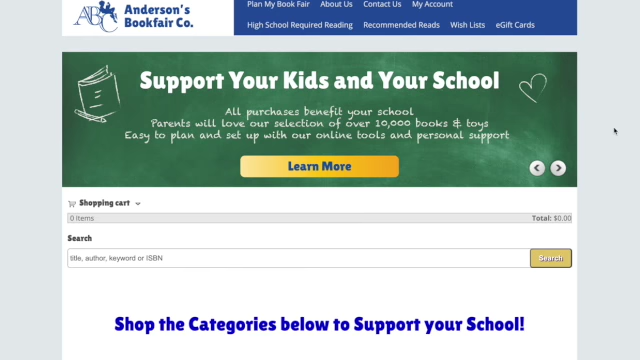 Anderson's
Bookfair Co.
ABC
Plan My Book Fair About Us Contact Us My Account
High School Required Reading Recommended Reads Wish Lists eGift Cards
Support Your Kids and Your School
All purchases benefit your school
Parents will love our selection of over 10,000 books & toys
Easy to plan and set up with our online tools and personal support
Learn More
Shopping cart
0 Items Total: $0.00
Search
title, author, keyword or ISBN Search
Shop the Categories below to Support your School!